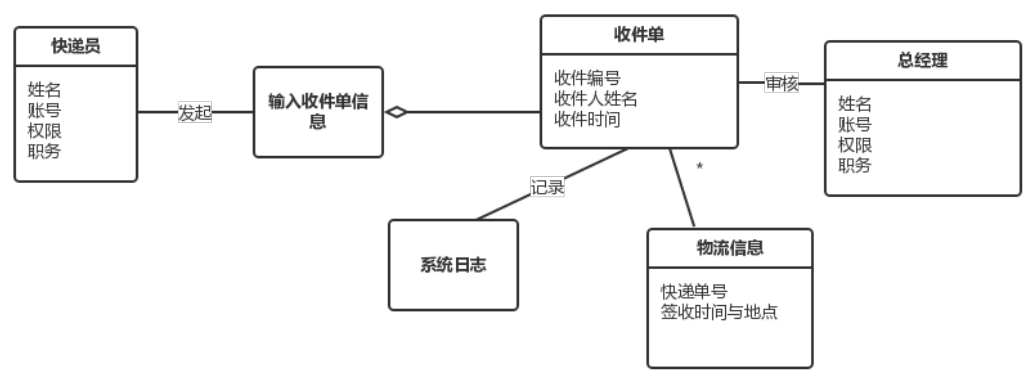 快递员
姓名
账号
权限
职务
发起
输入收件单信
息
收件单
收件编号
收件人姓名
收件时间
审核
总经理
姓名
账号
权限
职务
记录
*
系统日志
物流信息
快递单号
签收时间与地点